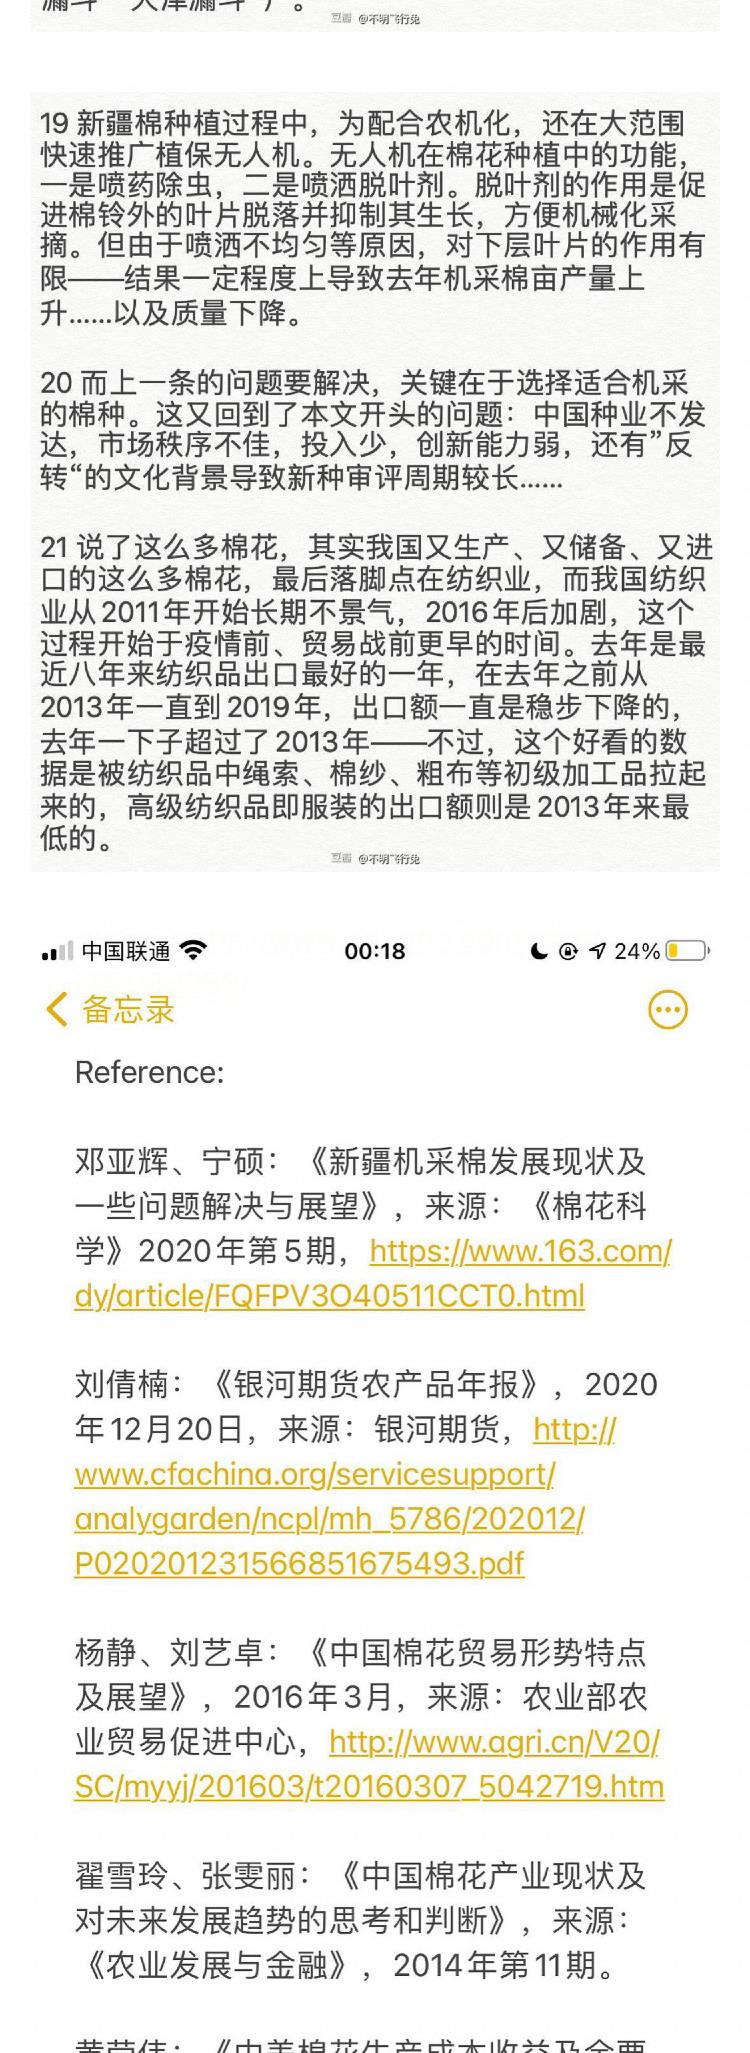 豆瓣 @不明飞行兔
19 新疆棉种植过程中，为配合农机化，还在大范围
快速推广植保无人机。无人机在棉花种植中的功能，
一是喷药除虫，二是喷洒脱叶剂。脱叶剂的作用是促
进棉铃外的叶片脱落并抑制其生长，方便机械化采
摘。但由于喷洒不均匀等原因，对下层叶片的作用有
限——结果一定程度上导致去年机采棉亩产量上
升......以及质量下降。
20 而上一条的问题要解决，关键在于选择适合机采
的棉种。这又回到了本文开头的问题：中国种业不发
达，市场秩序不佳，投入少，创新能力弱，还有”反
转“的文化背景导致新种审评周期较长......
21 说了这么多棉花，其实我国又生产、又储备、又进
口的这么多棉花，最后落脚点在纺织业，而我国纺织
业从2011年开始长期不景气，2016年后加剧，这个
过程开始于疫情前、贸易战前更早的时间。去年是最
近八年来纺织品出口最好的一年，在去年之前从
2013年一直到2019年，出口额一直是稳步下降的，
去年一下子超过了2013年——不过，这个好看的数
据是被纺织品中绳索、棉纱、粗布等初级加工品拉起
来的，高级纺织品即服装的出口额则是2013年来最
低的。
豆瓣 @不明飞行兔
中国联通 00:18 24%
备忘录
Reference:
邓亚辉、宁硕：《新疆机采棉发展现状及
一些问题解决与展望》，来源：《棉花科
学》2020年第5期，https://www.163.com/
dy/article/FQFPV3O40511CCT0.html
刘倩楠：《银河期货农产品年报》，2020
年12月20日，来源：银河期货，http://
www.cfachina.org/servicesupport/
analygarden/ncpl/mh_5786/202012/
P020201231566851675493.pdf
杨静、刘艺卓：《中国棉花贸易形势特点
及展望》，2016年3月，来源：农业部农
业贸易促进中心，http://www.agri.cn/V20/
SC/myyj/201603/t20160307_5042719.htm
翟雪玲、张雯丽：《中国棉花产业现状及
对未来发展趋势的思考和判断》，来源：
《农业发展与金融》，2014年第11期。